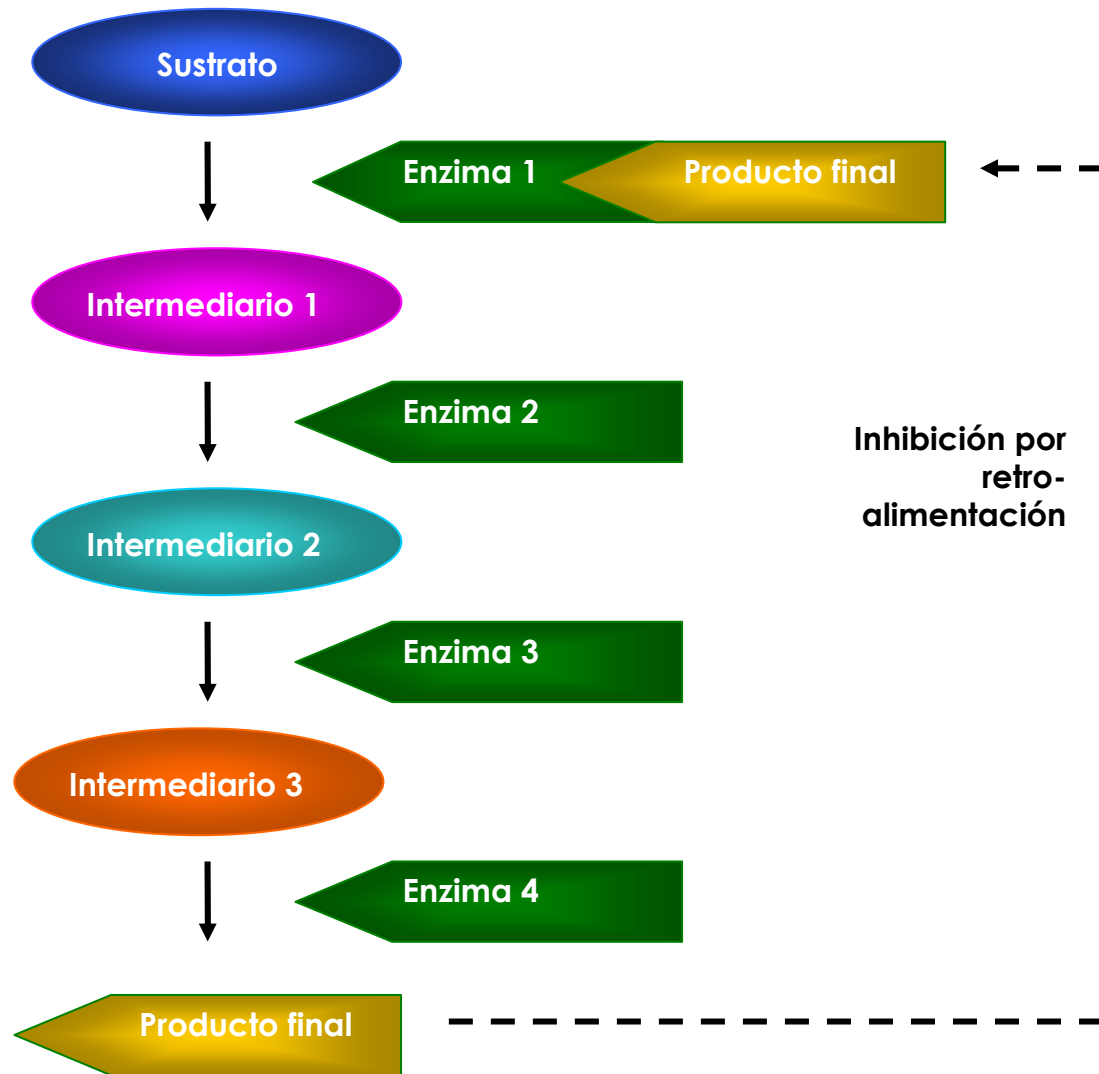 Sustrato
Enzima 1
Producto final
Intermediario 1
Enzima 2
Inhibición por
retro-
alimentación
Intermediario 2
Enzima 3
Intermediario 3
Enzima 4
Producto final